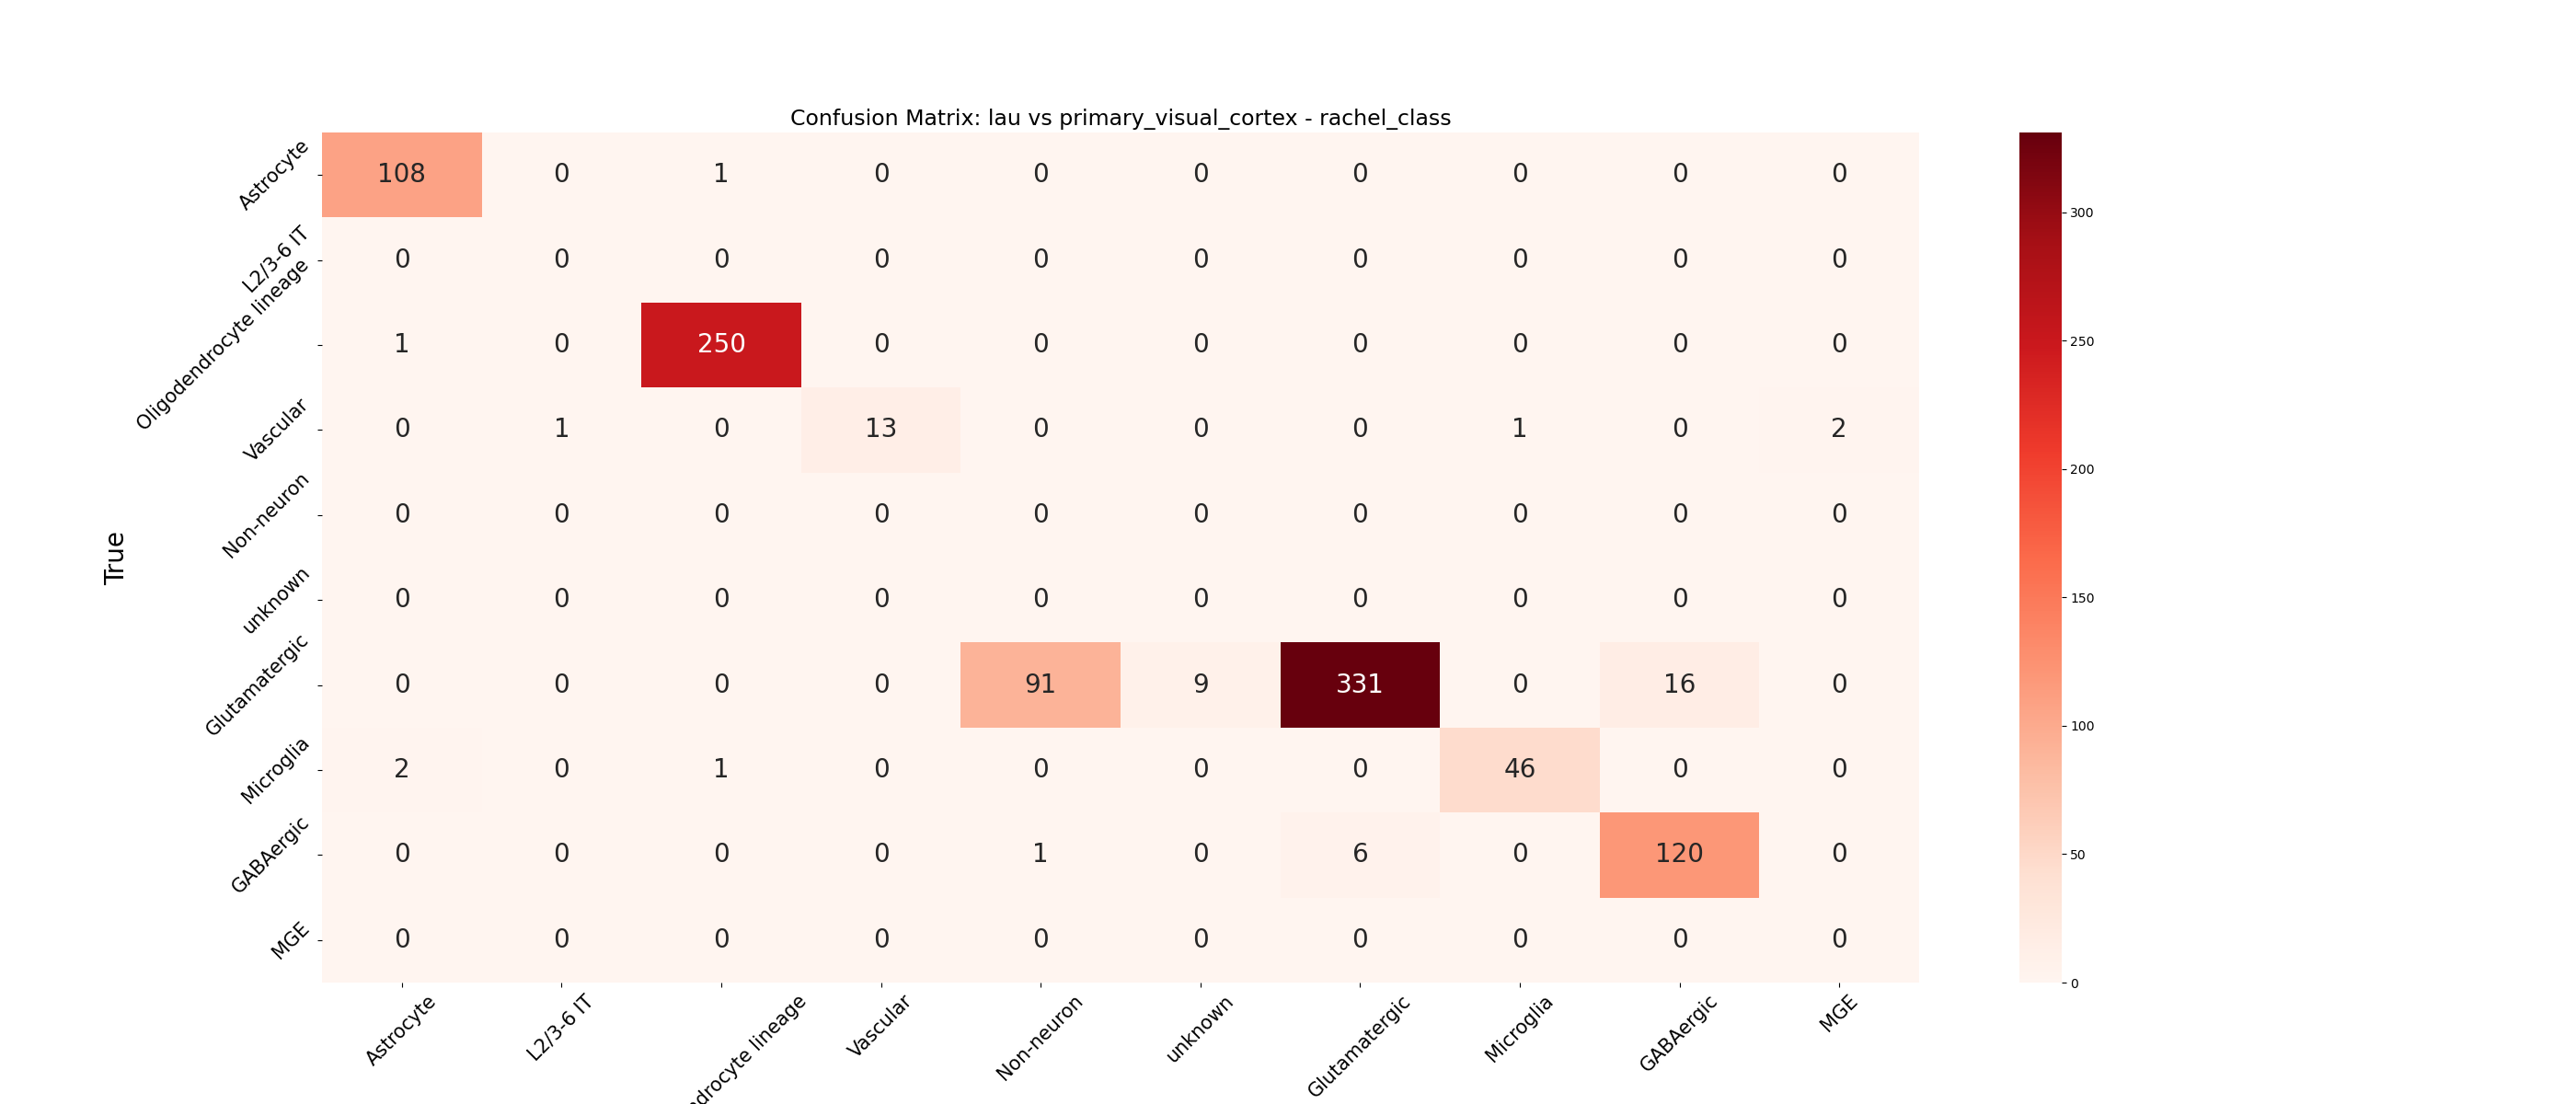 Confusion Matrix: lau vs primary_visual_cortex - rachel_class
True
Astrocyte 108 0 1 0 0 0 0 0 0 0
L2/3-6 IT 0 0 0 0 0 0 0 0 0 0
Oligodendrocyte lineage 1 0 250 0 0 0 0 0 0 0
Vascular 0 1 0 13 0 0 0 1 0 2
Non-neuron 0 0 0 0 0 0 0 0 0 0
unknown 0 0 0 0 0 0 0 0 0 0
Glutamatergic 0 0 0 0 91 9 331 0 16 0
Microglia 2 0 1 0 0 0 0 46 0 0
GABAergic 0 0 0 0 1 0 6 0 120 0
MGE 0 0 0 0 0 0 0 0 0 0
Astrocyte L2/3-6 IT drocyte lineage Vascular Non-neuron unknown Glutamatergic Microglia GABAergic MGE
300
250
200
150
100
50
0